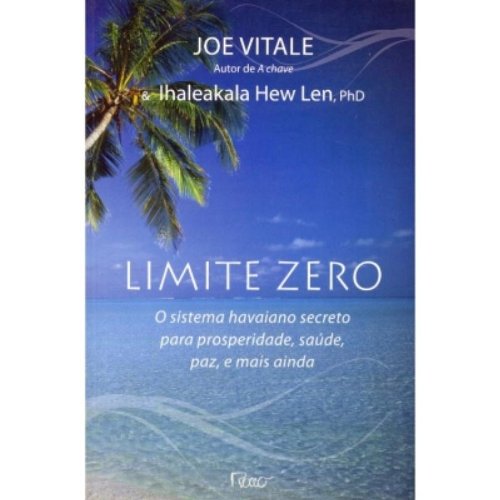 JOE VITALE
Autor de A chave
& Ihaleakala Hew Len, PhD
LIMITE ZERO
O sistema havaiano secreto
para prosperidade, saúde,
paz, e mais ainda
Rocco